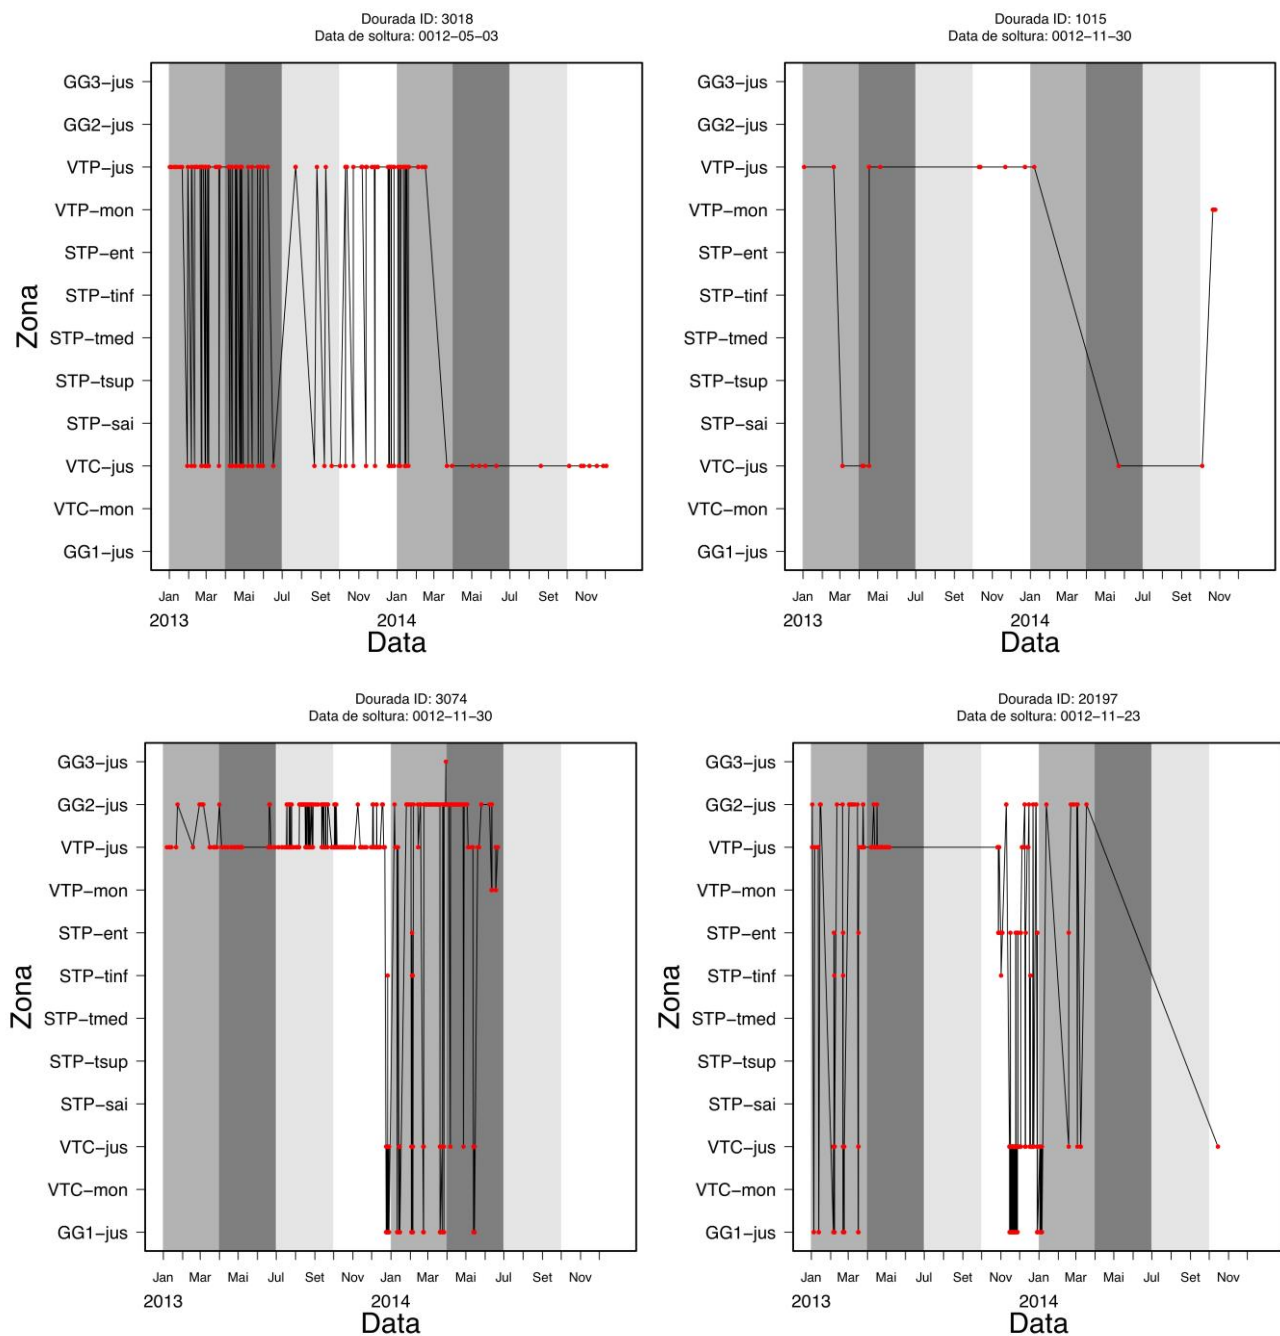 Dourada ID: 3018
Data de soltura: 0012−05−03
GG3−jus
GG2−jus
VTP−jus
VTP−mon
STP−ent
STP−tinf
STP−tmed
STP−tsup
STP−sai
VTC−jus
VTC−mon
GG1−jus
Zona
Jan Mar Mai Jul Set Nov Jan Mar Mai Jul Set Nov
2013 2014
Data
Dourada ID: 1015
Data de soltura: 0012−11−30
GG3−jus
GG2−jus
VTP−jus
VTP−mon
STP−ent
STP−tinf
STP−tmed
STP−tsup
STP−sai
VTC−jus
VTC−mon
GG1−jus
Jan Mar Mai Jul Set Nov Jan Mar Mai Jul Set Nov
2013 2014
Data
Dourada ID: 3074
Data de soltura: 0012−11−30
GG3−jus
GG2−jus
VTP−jus
VTP−mon
STP−ent
STP−tinf
STP−tmed
STP−tsup
STP−sai
VTC−jus
VTC−mon
GG1−jus
Zona
Jan Mar Mai Jul Set Nov Jan Mar Mai Jul Set Nov
2013 2014
Data
Dourada ID: 20197
Data de soltura: 0012−11−23
GG3−jus
GG2−jus
VTP−jus
VTP−mon
STP−ent
STP−tinf
STP−tmed
STP−tsup
STP−sai
VTC−jus
VTC−mon
GG1−jus
Zona
Jan Mar Mai Jul Set Nov Jan Mar Mai Jul Set Nov
2013 2014
Data